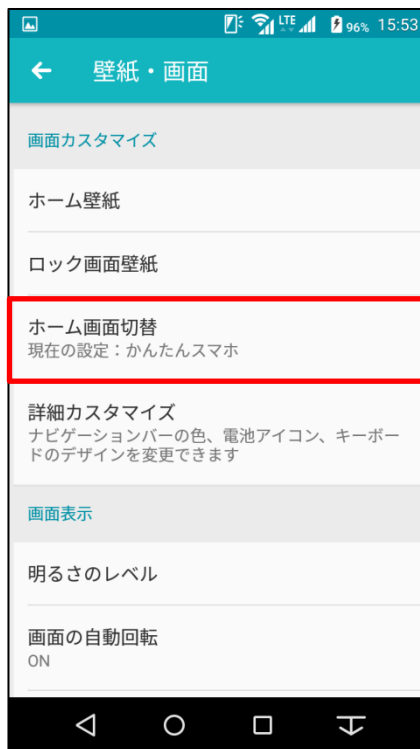 LTE 96% 15:53
壁紙・画面
画面カスタマイズ
ホーム壁紙
ロック画面壁紙
ホーム画面切替
現在の設定：かんたんスマホ
詳細カスタマイズ
ナビゲーションバーの色、電池アイコン、キーボー
ドのデザインを変更できます
画面表示
明るさのレベル
画面の自動回転
ON